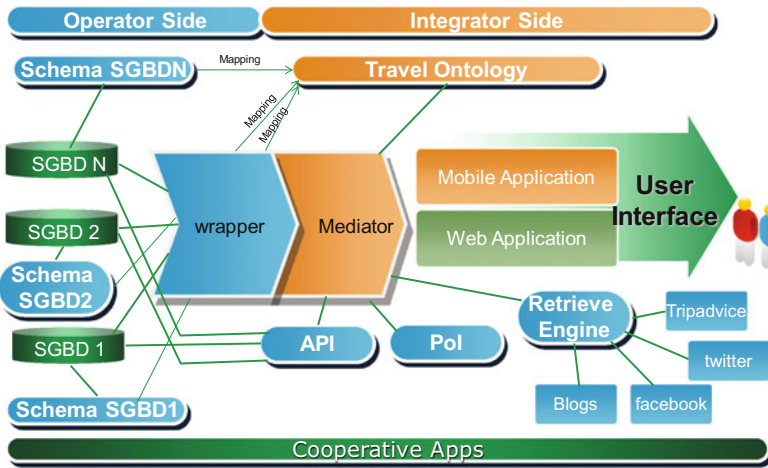 Operator Side
Integrator Side
Schema SGBDN
Mapping
Travel Ontology
Mapping
Mapping
SGBD N
SGBD 2
Schema
SGBD2
SGBD 1
Schema SGBD1
wrapper
Mediator
Mobile Application
Web Application
User
Interface
API
PoI
Retrieve
Engine
Tripadvice
twitter
Blogs
facebook
Cooperative Apps